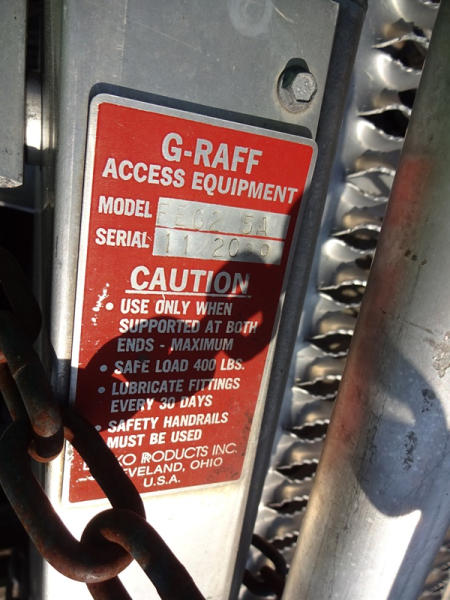 G-RAFF
ACCESS EQUIPMENT
MODEL
SERIAL 11
CAUTION
• USE ONLY WHEN
SUPPORTED AT BOTH
ENDS - MAXIMUM
• SAFE LOAD 400 LBS.
• LUBRICATE FITTINGS
EVERY 30 DAYS
• SAFETY HANDRAILS
MUST BE USED
PRODUCTS INC.
CLEVELAND, OHIO
U.S.A.